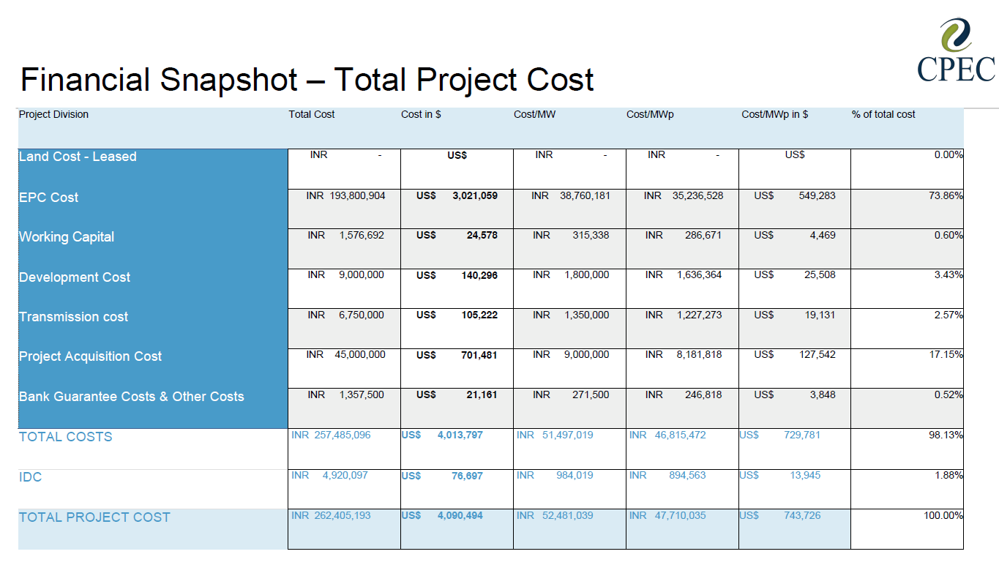 CPEC
Financial Snapshot – Total Project Cost
Project Division Total Cost Cost in $ Cost/MW Cost/MWp Cost/MWp in $ % of total cost
Land Cost - Leased INR - US$ INR - INR - US$ 0.00%
EPC Cost INR 193,800,904 US$ 3,021,059 INR 38,760,181 INR 35,236,528 US$ 549,283 73.86%
Working Capital INR 1,576,692 US$ 24,578 INR 315,338 INR 286,671 US$ 4,469 0.60%
Development Cost INR 9,000,000 US$ 140,296 INR 1,800,000 INR 1,636,364 US$ 25,508 3.43%
Transmission cost INR 6,750,000 US$ 105,222 INR 1,350,000 INR 1,227,273 US$ 19,131 2.57%
Project Acquisition Cost INR 45,000,000 US$ 701,481 INR 9,000,000 INR 8,181,818 US$ 127,542 17.15%
Bank Guarantee Costs & Other Costs INR 1,357,500 US$ 21,161 INR 271,500 INR 246,818 US$ 3,848 0.52%
TOTAL COSTS INR 257,485,096 US$ 4,013,797 INR 51,497,019 INR 46,815,472 US$ 729,781 98.13%
IDC INR 4,920,097 US$ 76,697 INR 984,019 INR 894,563 US$ 13,945 1.88%
TOTAL PROJECT COST INR 262,405,193 US$ 4,090,494 INR 52,481,039 INR 47,710,035 US$ 743,726 100.00%